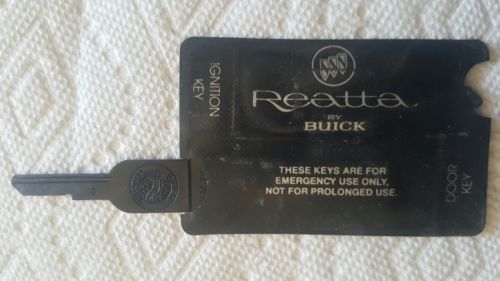 IGNITION
KEY
Reatta
BY
BUICK
THESE KEYS ARE FOR
EMERGENCY USE ONLY,
NOT FOR PROLONGED USE.
DOOR
KEY